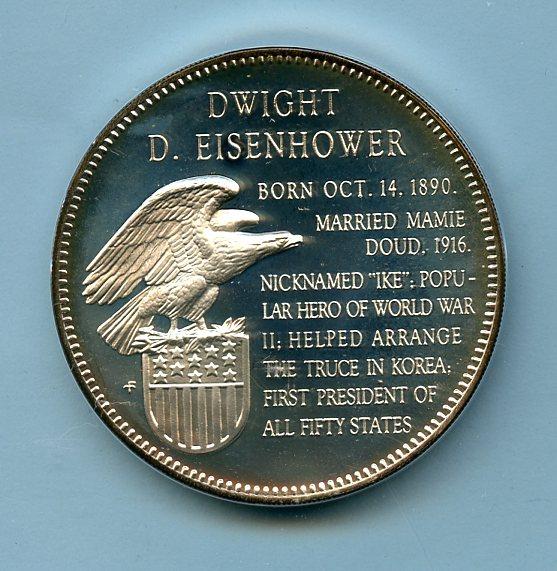 DWIGHT
D. EISENHOWER
BORN OCT. 14, 1890.
MARRIED MAMIE
DOUD, 1916.
NICKNAMED "IKE"; POPU-
LAR HERO OF WORLD WAR
II; HELPED ARRANGE
THE TRUCE IN KOREA;
FIRST PRESIDENT OF
ALL FIFTY STATES